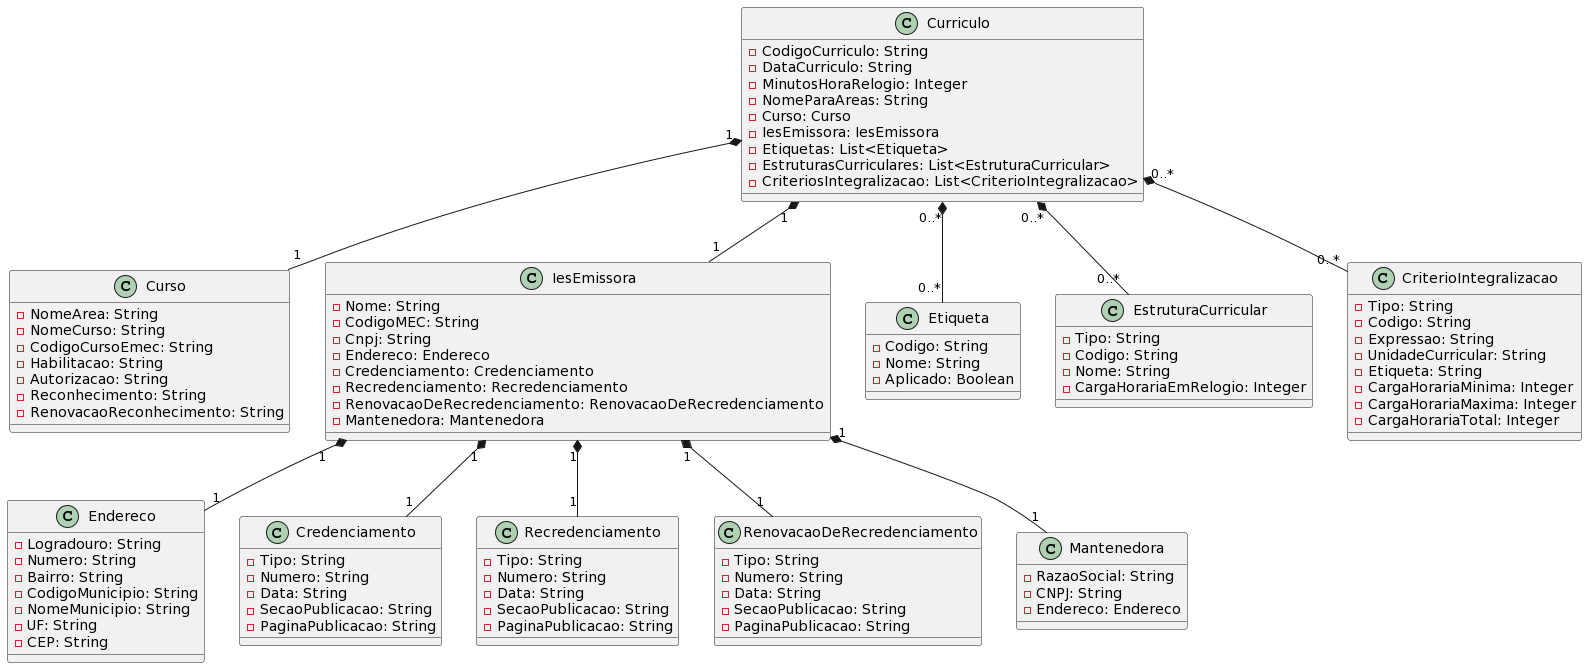 C Curriculo
CodigoCurriculo: String
DataCurriculo: String
MinutosHoraRelogio: Integer
NomeParaAreas: String
Curso: Curso
IesEmissora: IesEmissora
Etiquetas: List<Etiqueta>
EstruturasCurriculares: List<EstruturaCurricular>
CriteriosIntegralizacao: List<CriterioIntegralizacao>
1
1
0..*
0..*
0..*
1
1
0..*
0..*
0..*
C Curso
NomeArea: String
NomeCurso: String
CodigoCursoEmec: String
Habilitacao: String
Autorizacao: String
Reconhecimento: String
RenovacaoReconhecimento: String
C IesEmissora
Nome: String
CodigoMEC: String
Cnpj: String
Endereco: Endereco
Credenciamento: Credenciamento
Recredenciamento: Recredenciamento
RenovacaoDeRecredenciamento: RenovacaoDeRecredenciamento
Mantenedora: Mantenedora
C Etiqueta
Codigo: String
Nome: String
Aplicado: Boolean
C EstruturaCurricular
Tipo: String
Codigo: String
Nome: String
CargaHorariaEmRelogio: Integer
C CriterioIntegralizacao
Tipo: String
Codigo: String
Expressao: String
UnidadeCurricular: String
Etiqueta: String
CargaHorariaMinima: Integer
CargaHorariaMaxima: Integer
CargaHorariaTotal: Integer
1
1
1
1
1
1
1
1
1
1
C Endereco
Logradouro: String
Numero: String
Bairro: String
CodigoMunicipio: String
NomeMunicipio: String
UF: String
CEP: String
C Credenciamento
Tipo: String
Numero: String
Data: String
SecaoPublicacao: String
PaginaPublicacao: String
C Recredenciamento
Tipo: String
Numero: String
Data: String
SecaoPublicacao: String
PaginaPublicacao: String
C RenovacaoDeRecredenciamento
Tipo: String
Numero: String
Data: String
SecaoPublicacao: String
PaginaPublicacao: String
C Mantenedora
RazaoSocial: String
CNPJ: String
Endereco: Endereco